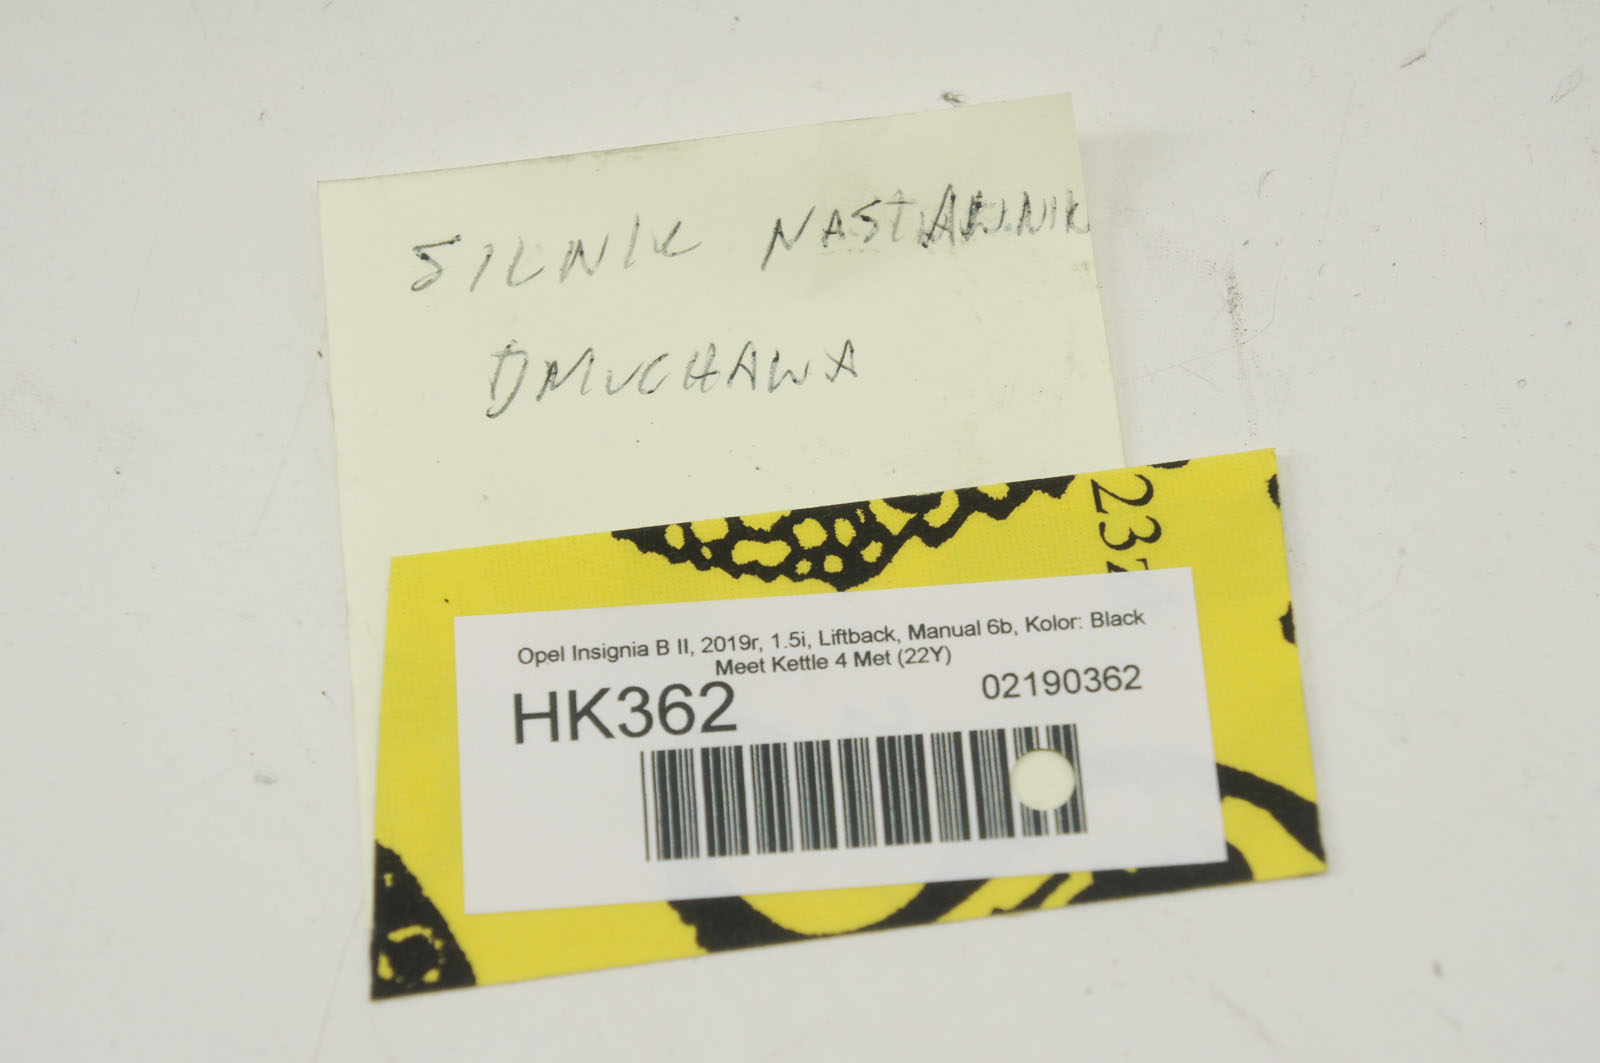 SILNIK NASTAWNIK
DMUCHAWA
237
Opel Insignia B II, 2019r, 1.5i, Liftback, Manual 6b, Kolor: Black
Meet Kettle 4 Met (22Y)
HK362
02190362